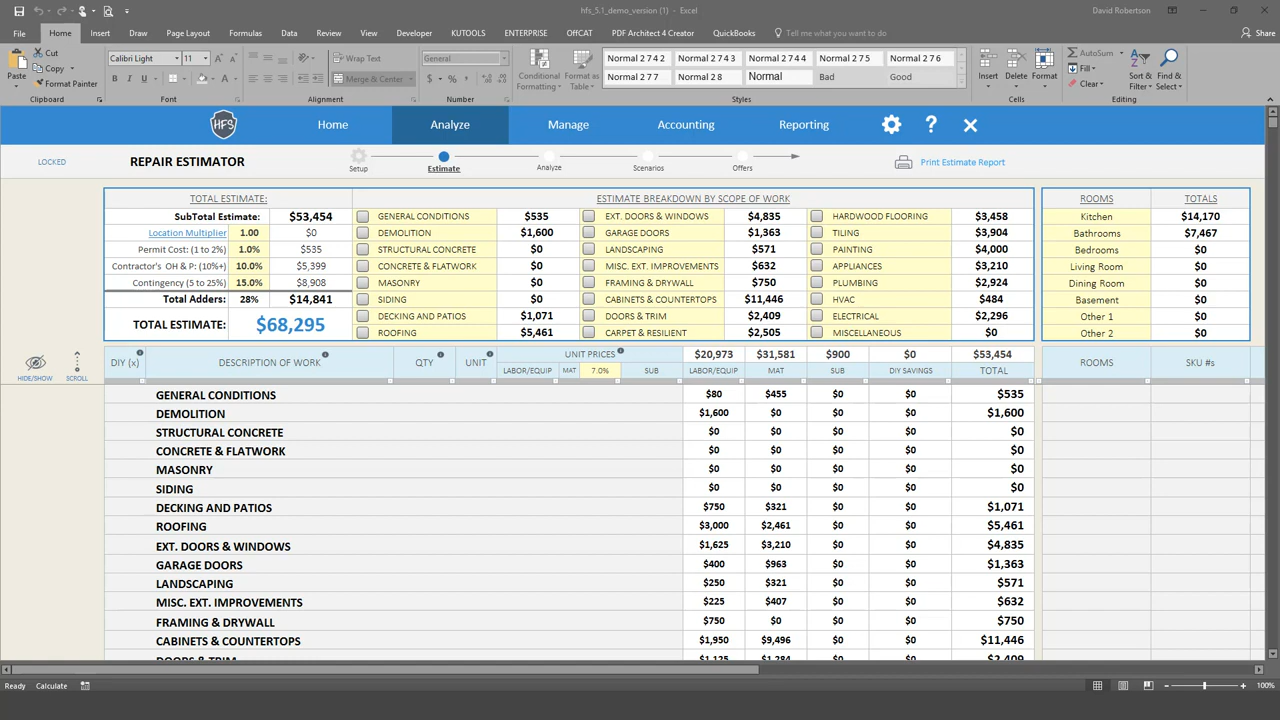 hfs_5.1_demo_version (1) - Excel
David Robertson
File Home Insert Draw Page Layout Formulas Data Review View Developer KUTOOLS ENTERPRISE OFFCAT PDF Architect 4 Creator QuickBooks Tell me what you want to do Share
Cut
Copy
Format Painter
Paste
Clipboard
Calibri Light 11
B I U
Font
Wrap Text
Merge & Center
Alignment
General
$ % ,
Number
Conditional Formatting
Format as Table
Normal 2 7 4 2 Normal 2 7 4 3 Normal 2 7 4 4 Normal 2 7 5 Normal 2 7 6
Normal 2 7 7 Normal 2 8 Normal Bad Good
Styles
Insert Delete Format
Cells
AutoSum
Fill
Clear
Sort & Filter
Find & Select
Editing
HFS Home Analyze Manage Accounting Reporting
LOCKED
REPAIR ESTIMATOR
Setup Estimate Analyze Scenarios Offers
Print Estimate Report
TOTAL ESTIMATE: ESTIMATE BREAKDOWN BY SCOPE OF WORK ROOMS TOTALS
SubTotal Estimate: $53,454 GENERAL CONDITIONS $535 EXT. DOORS & WINDOWS $4,835 HARDWOOD FLOORING $3,458 Kitchen $14,170
Location Multiplier 1.00 $0 DEMOLITION $1,600 GARAGE DOORS $1,363 TILING $3,904 Bathrooms $7,467
Permit Cost: (1 to 2%) 1.0% $535 STRUCTURAL CONCRETE $0 LANDSCAPING $571 PAINTING $4,000 Bedrooms $0
Contractor's OH & P: (10%+) 10.0% $5,399 CONCRETE & FLATWORK $0 MISC. EXT. IMPROVEMENTS $632 APPLIANCES $3,210 Living Room $0
Contingency (5 to 25%) 15.0% $8,908 MASONRY $0 FRAMING & DRYWALL $750 PLUMBING $2,924 Dining Room $0
Total Adders: 28% $14,841 SIDING $0 CABINETS & COUNTERTOPS $11,446 HVAC $484 Basement $0
TOTAL ESTIMATE: $68,295 DECKING AND PATIOS $1,071 DOORS & TRIM $2,409 ELECTRICAL $2,296 Other 1 $0
ROOFING $5,461 CARPET & RESILIENT $2,505 MISCELLANEOUS $0 Other 2 $0
HIDE/SHOW SCROLL
DIY (x) DESCRIPTION OF WORK QTY UNIT UNIT PRICES $20,973 $31,581 $900 $0 $53,454 ROOMS SKU #s
LABOR/EQUIP MAT 7.0% SUB LABOR/EQUIP MAT SUB DIY SAVINGS TOTAL
GENERAL CONDITIONS $80 $455 $0 $0 $535
DEMOLITION $1,600 $0 $0 $0 $1,600
STRUCTURAL CONCRETE $0 $0 $0 $0 $0
CONCRETE & FLATWORK $0 $0 $0 $0 $0
MASONRY $0 $0 $0 $0 $0
SIDING $0 $0 $0 $0 $0
DECKING AND PATIOS $750 $321 $0 $0 $1,071
ROOFING $3,000 $2,461 $0 $0 $5,461
EXT. DOORS & WINDOWS $1,625 $3,210 $0 $0 $4,835
GARAGE DOORS $400 $963 $0 $0 $1,363
LANDSCAPING $250 $321 $0 $0 $571
MISC. EXT. IMPROVEMENTS $225 $407 $0 $0 $632
FRAMING & DRYWALL $750 $0 $0 $0 $750
CABINETS & COUNTERTOPS $1,950 $9,496 $0 $0 $11,446
DOORS & TRIM $1,125 $1,284 $0 $0 $2,409
Ready Calculate 100%